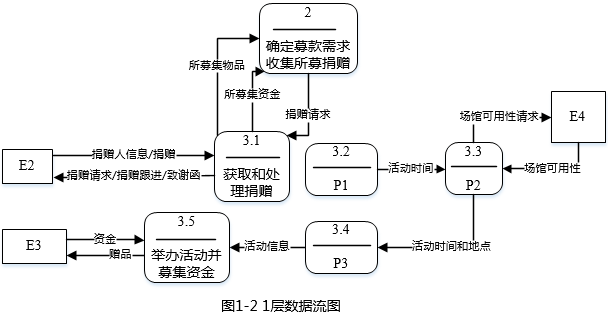 2
确定募款需求
收集所募捐赠
所募集物品
所募集资金
捐赠请求
场馆可用性请求
E4
E2
捐赠人信息/捐赠
捐赠请求/捐赠跟进/致谢函
3.1
获取和处
理捐赠
3.2
P1
活动时间
3.3
P2
场馆可用性
E3
资金
赠品
3.5
举办活动并
募集资金
活动信息
3.4
P3
活动时间和地点
图1-2 1层数据流图